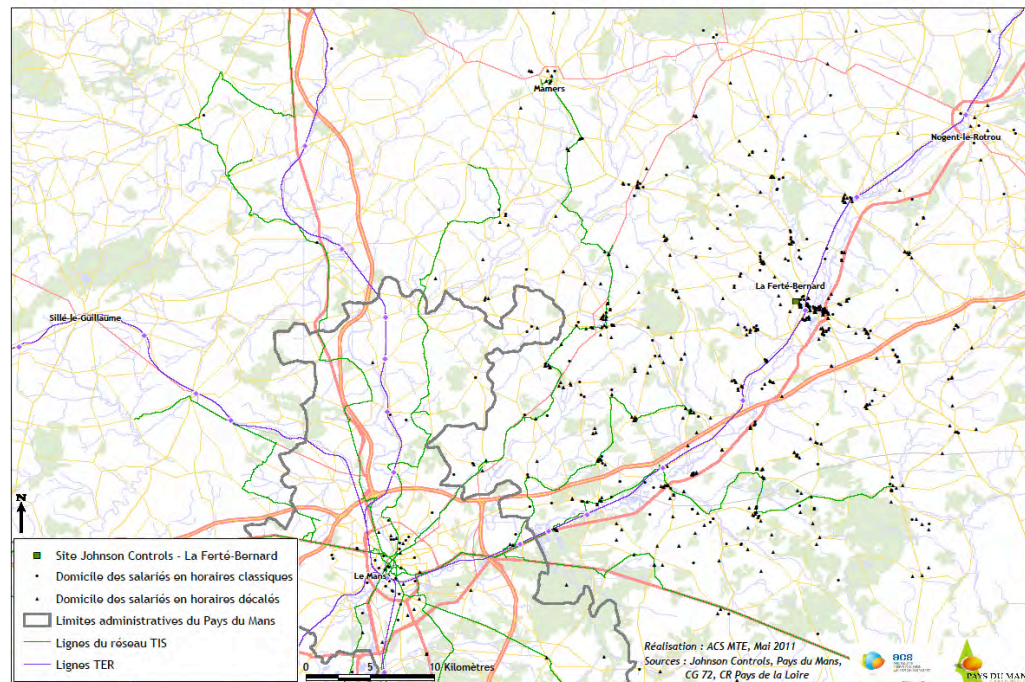 Mamers
Nogent-le-Rotrou
La Ferté-Bernard
Sillé-le-Guillaume
Le Mans
N
Site Johnson Controls - La Ferté-Bernard
Domicile des salariés en horaires classiques
Domicile des salariés en horaires décalés
Limites administratives du Pays du Mans
Lignes du réseau TIS
Lignes TER
0 5 10 Kilomètres
Réalisation : ACS MTE, Mai 2011
Sources : Johnson Controls, Pays du Mans,
CG 72, CR Pays de la Loire
acs
PAYS DU MANS